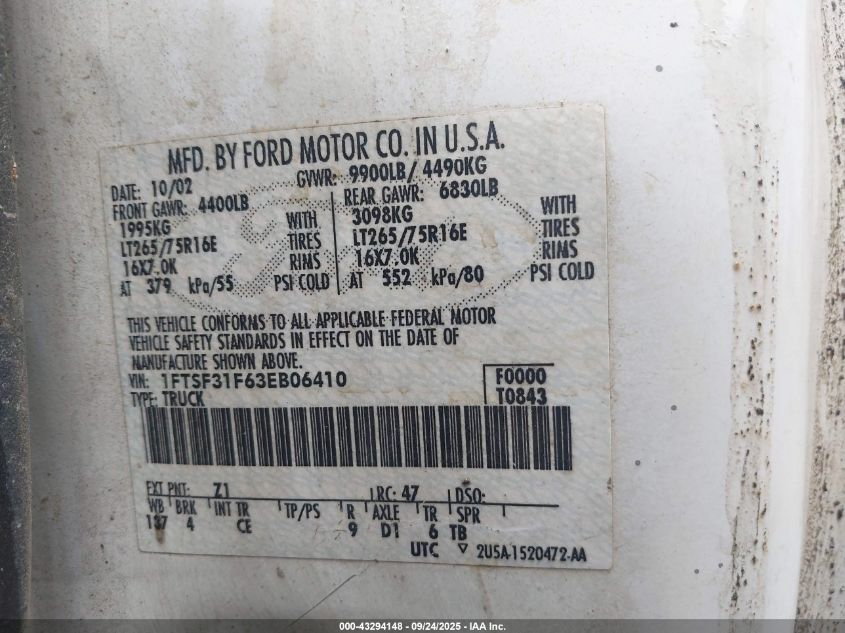 MFD. BY FORD MOTOR CO. IN U.S.A.
DATE: 10/02 GVWR: 9900LB/ 4490KG
FRONT GAWR: 4400LB REAR GAWR: 6830LB
1995KG WITH 3098KG WITH
LT265/75R16E TIRES LT265/75R16E TIRES
16X7.0K RIMS 16X7.0K RIMS
AT 379 kPa/55 PSI COLD AT 552 kPa/80 PSI COLD
THIS VEHICLE CONFORMS TO ALL APPLICABLE FEDERAL MOTOR
VEHICLE SAFETY STANDARDS IN EFFECT ON THE DATE OF
MANUFACTURE SHOWN ABOVE.
VIN: 1FTSF31F63EB06410 F0000
TYPE: TRUCK T0843
EXT PNT: Z1 RC: 47 DSO:
WB BRK INT TR TP/PS R AXLE TR SPR
137 4 CE 9 D1 6 TB
UTC ▽ 2U5A-1520472-AA
000-43294148 - 09/24/2025 - IAA Inc.